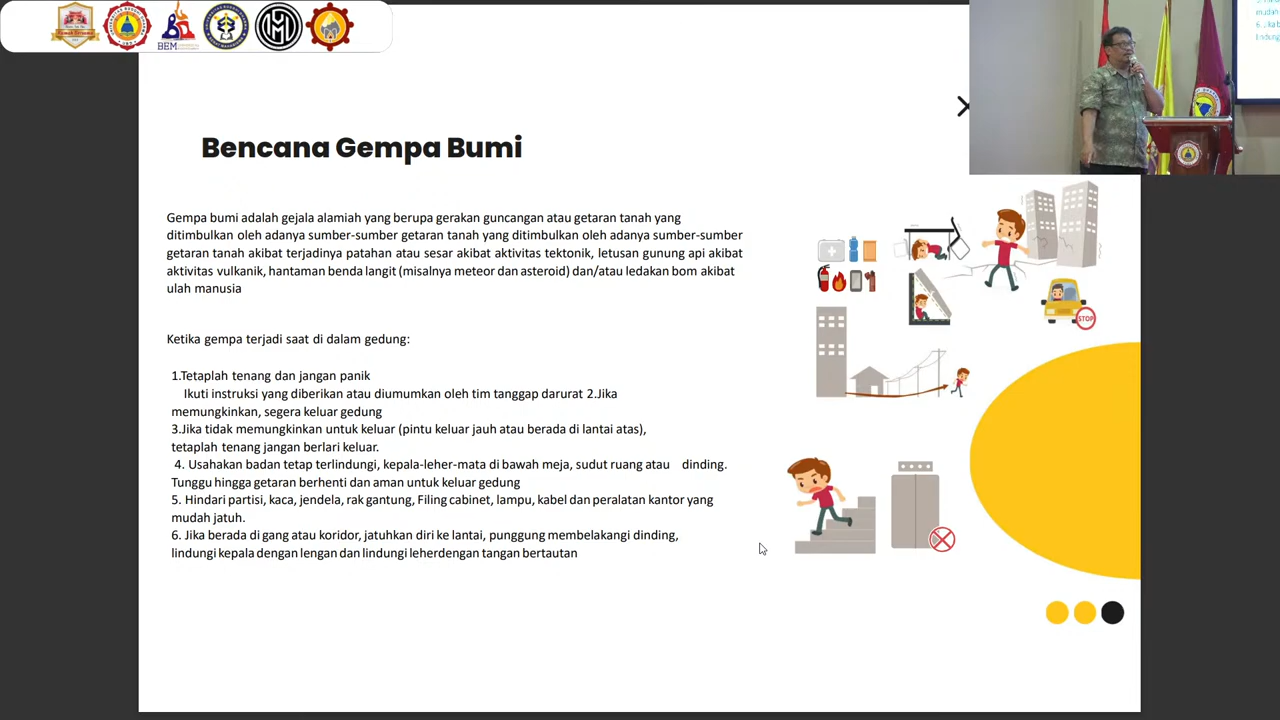 BEM
mudah
6. Jika b
lindung
Bencana Gempa Bumi
Gempa bumi adalah gejala alamiah yang berupa gerakan guncangan atau getaran tanah yang
ditimbulkan oleh adanya sumber-sumber getaran tanah yang ditimbulkan oleh adanya sumber-sumber
getaran tanah akibat terjadinya patahan atau sesar akibat aktivitas tektonik, letusan gunung api akibat
aktivitas vulkanik, hantaman benda langit (misalnya meteor dan asteroid) dan/atau ledakan bom akibat
ulah manusia
Ketika gempa terjadi saat di dalam gedung:
1.Tetaplah tenang dan jangan panik
Ikuti instruksi yang diberikan atau diumumkan oleh tim tanggap darurat 2.Jika
memungkinkan, segera keluar gedung
3.Jika tidak memungkinkan untuk keluar (pintu keluar jauh atau berada di lantai atas),
tetaplah tenang jangan berlari keluar.
4. Usahakan badan tetap terlindungi, kepala-leher-mata di bawah meja, sudut ruang atau dinding.
Tunggu hingga getaran berhenti dan aman untuk keluar gedung
5. Hindari partisi, kaca, jendela, rak gantung, Filing cabinet, lampu, kabel dan peralatan kantor yang
mudah jatuh.
6. Jika berada di gang atau koridor, jatuhkan diri ke lantai, punggung membelakangi dinding,
lindungi kepala dengan lengan dan lindungi leherdengan tangan bertautan
STOP